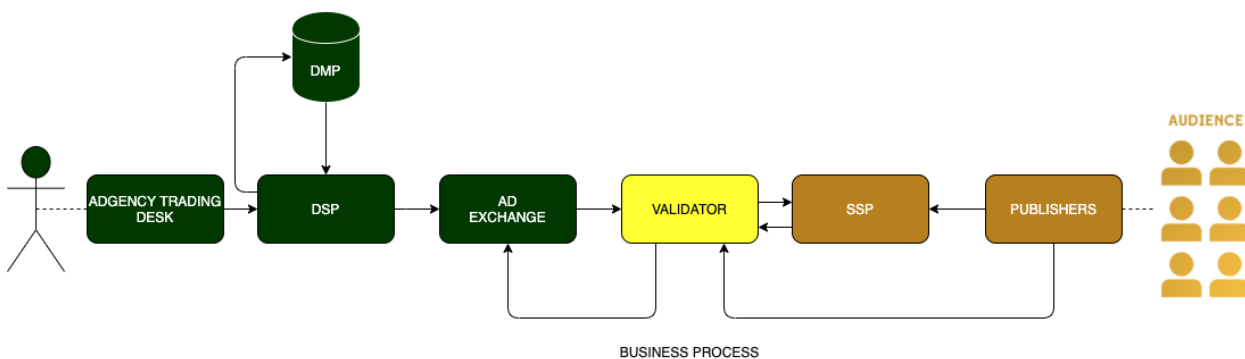 DMP
AUDIENCE
ADGENCY TRADING
DESK
DSP
AD
EXCHANGE
VALIDATOR
SSP
PUBLISHERS
BUSINESS PROCESS